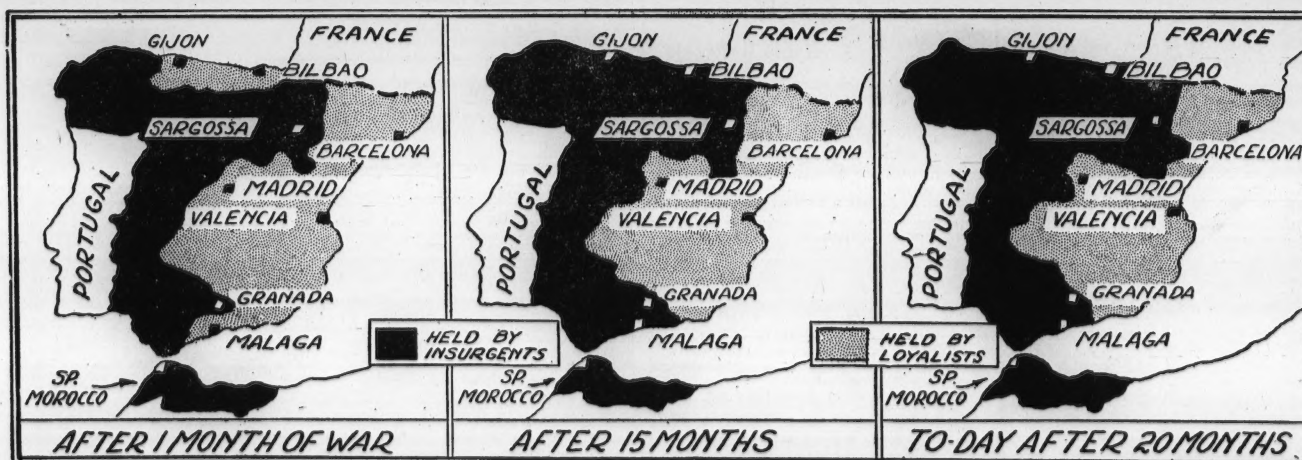 GIJON
FRANCE
BILBAO
SARGOSSA
BARCELONA
MADRID
VALENCIA
PORTUGAL
GRANADA
MALAGA
SP.
MOROCCO
AFTER 1 MONTH OF WAR
GIJON
FRANCE
BILBAO
SARGOSSA
BARCELONA
MADRID
VALENCIA
PORTUGAL
GRANADA
MALAGA
HELD BY
INSURGENTS
SP.
MOROCCO
AFTER 15 MONTHS
GIJON
FRANCE
BILBAO
SARGOSSA
BARCELONA
MADRID
VALENCIA
PORTUGAL
GRANADA
MALAGA
HELD BY
LOYALISTS
SP.
MOROCCO
TO-DAY AFTER 20 MONTHS